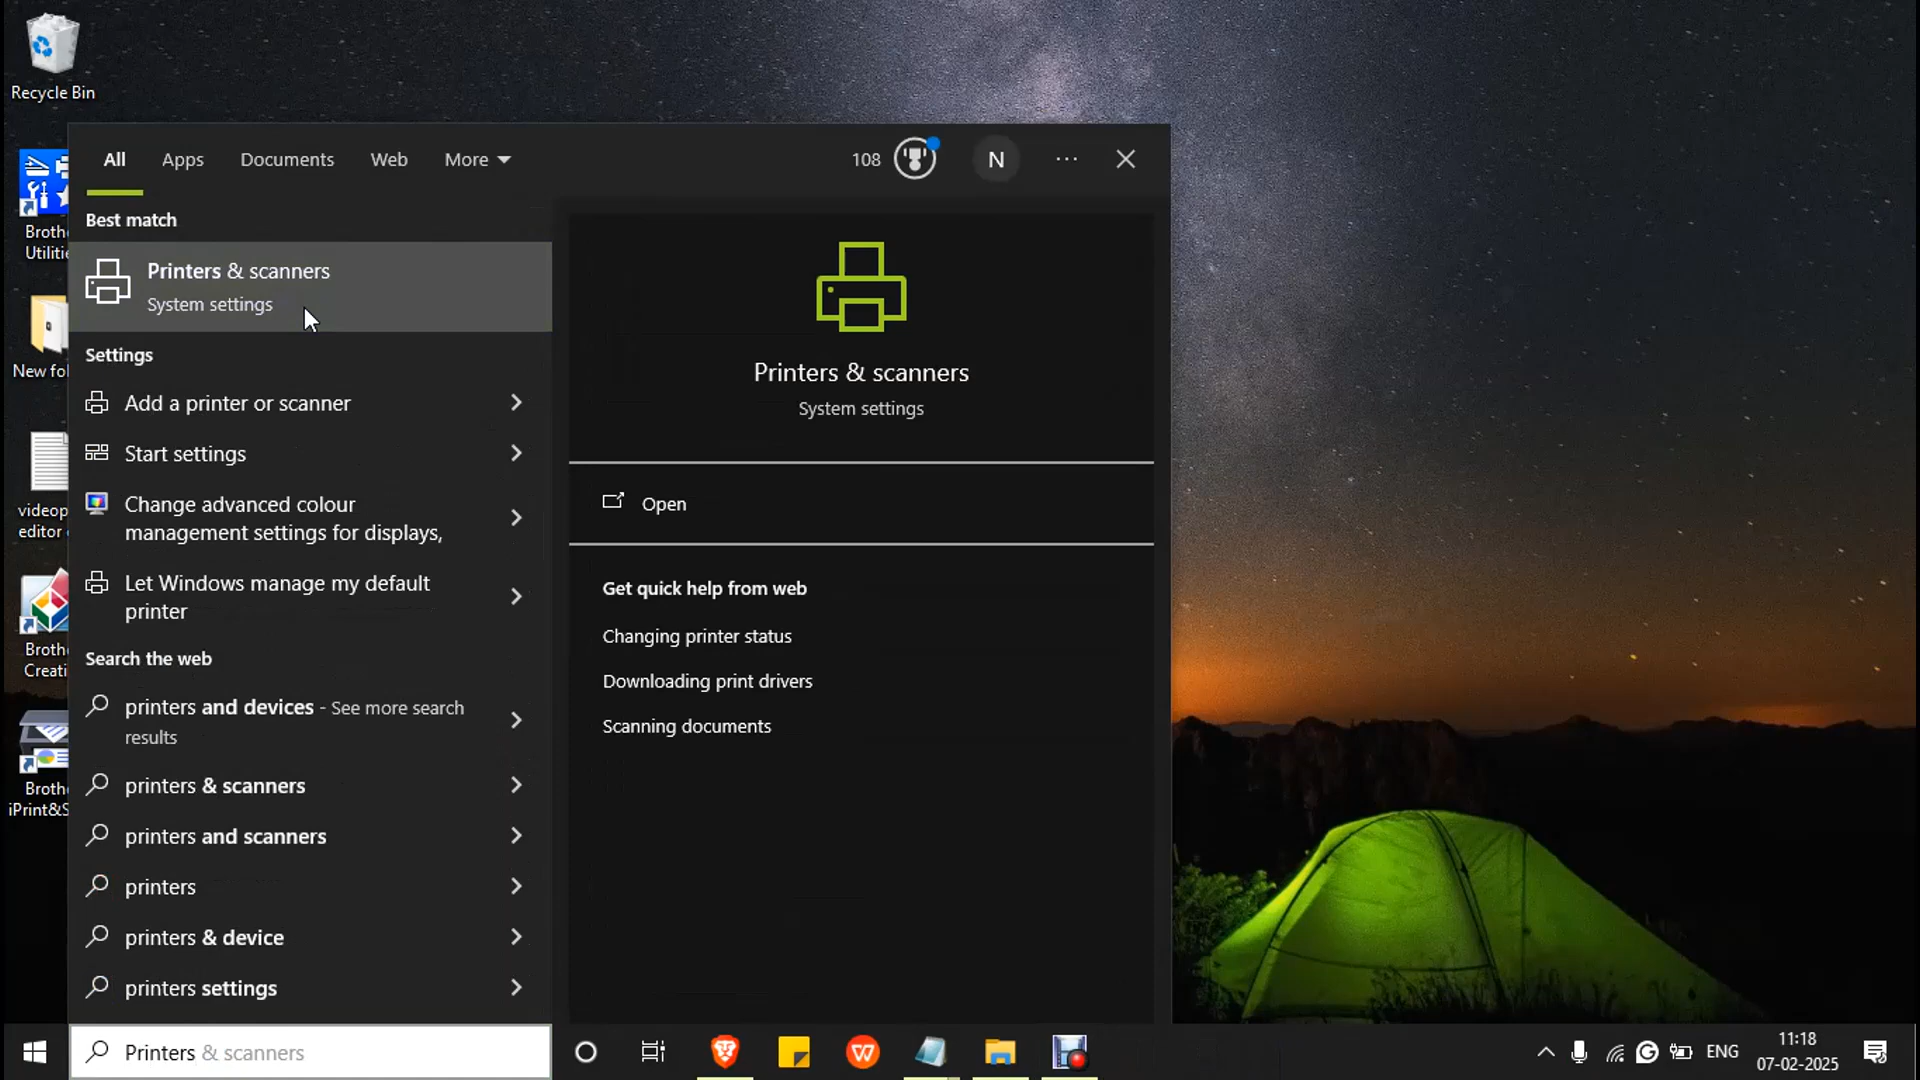 Recycle Bin
Broth
Utilitie
New fol
videop
editor
Broth
Creati
Broth
iPrint&S
All
Apps
Documents
Web
More
108
N
Best match
Printers & scanners
System settings
Settings
Add a printer or scanner
Start settings
Change advanced colour
management settings for displays,
Let Windows manage my default
printer
Search the web
printers and devices - See more search
results
printers & scanners
printers and scanners
printers
printers & device
printers settings
Printers & scanners
System settings
Open
Get quick help from web
Changing printer status
Downloading print drivers
Scanning documents
Printers & scanners
ENG
11:18
07-02-2025